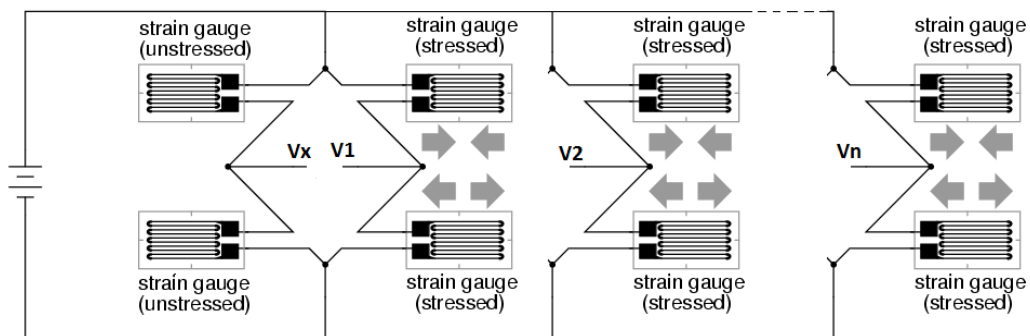 strain gauge
(unstressed)
strain gauge
(stressed)
strain gauge
(stressed)
strain gauge
(stressed)
Vx
V1
V2
Vn
straín gauge
(unstressed)
strain gauge
(stressed)
strain gauge
(stressed)
strain gauge
(stressed)